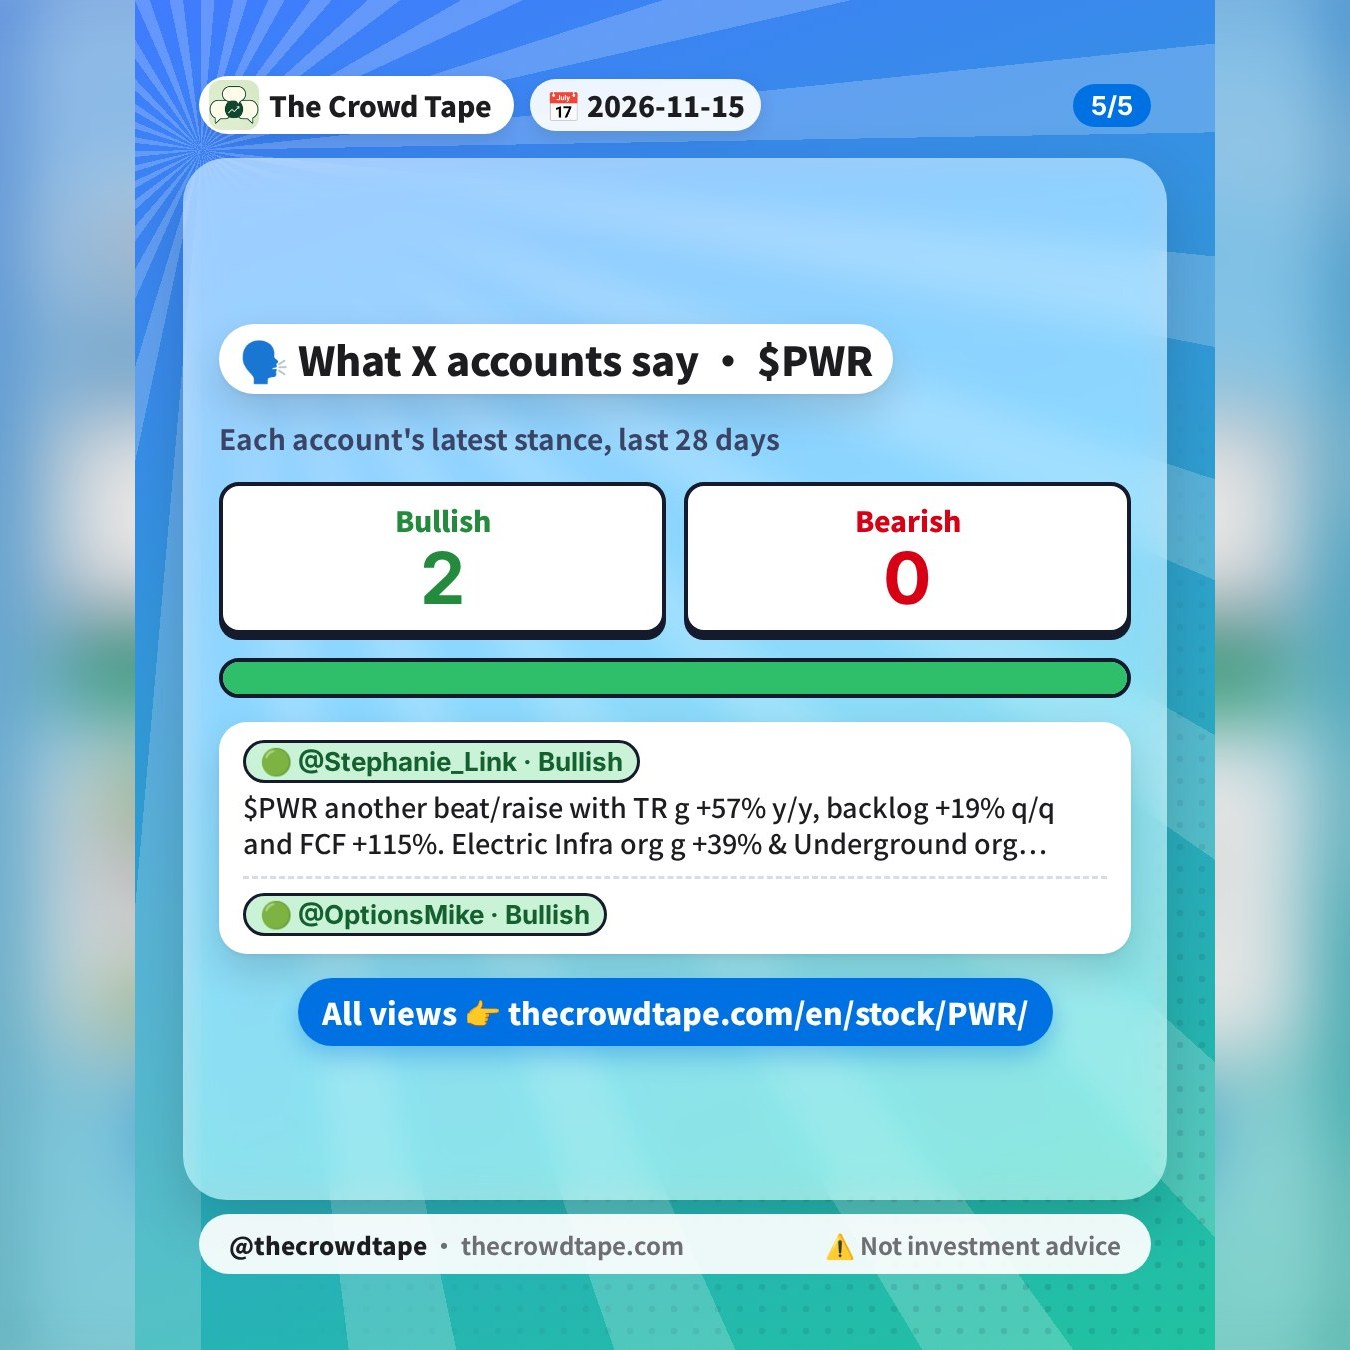 The Crowd Tape
2026-11-15
5/5
What X accounts say • $PWR
Each account's latest stance, last 28 days
Bullish
2
Bearish
0
@Stephanie_Link · Bullish
$PWR another beat/raise with TR g +57% y/y, backlog +19% q/q
and FCF +115%. Electric Infra org g +39% & Underground org…
@OptionsMike · Bullish
All views 👉 thecrowdtape.com/en/stock/PWR/
@thecrowdtape • thecrowdtape.com
⚠️ Not investment advice